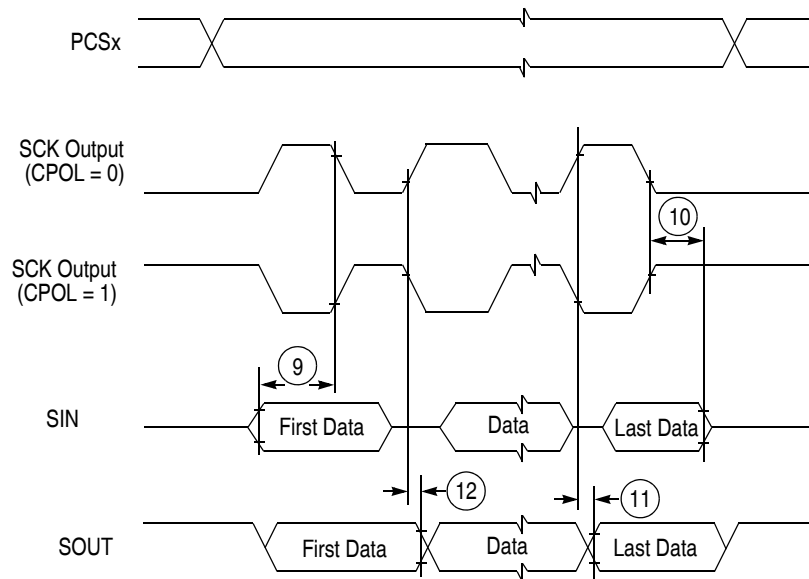 PCSx
SCK Output
(CPOL = 0)
10
SCK Output
(CPOL = 1)
9
SIN
First Data
Data
Last Data
12
11
SOUT
First Data
Data
Last Data